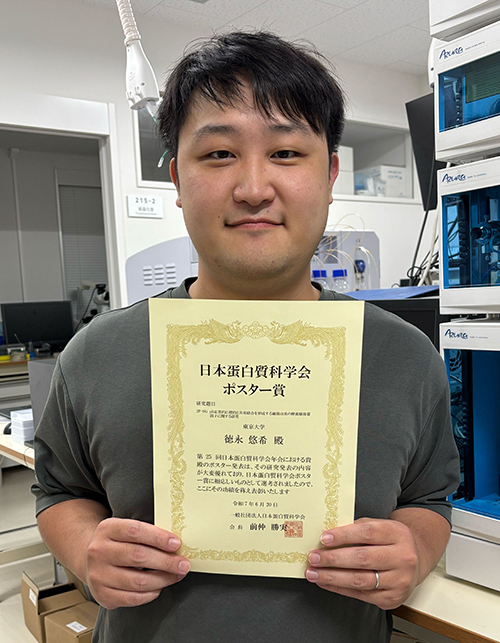 AZURA
215-2
AZURA
AZURA
日本蛋白質科学会
ポスター賞
研究題目
東京大学
徳永 悠希 殿
第 25 回日本蛋白質科学会年会における貴
殿のポスター発表は、その研究発表の内容
が大変優れており、日本蛋白質科学会ポスタ
ー賞に相応しいものとして選考されましたので、
ここにその功績を称え表彰いたします
令和7年6月20日
一般社団法人日本蛋白質科学会
会 長 前仲 勝実